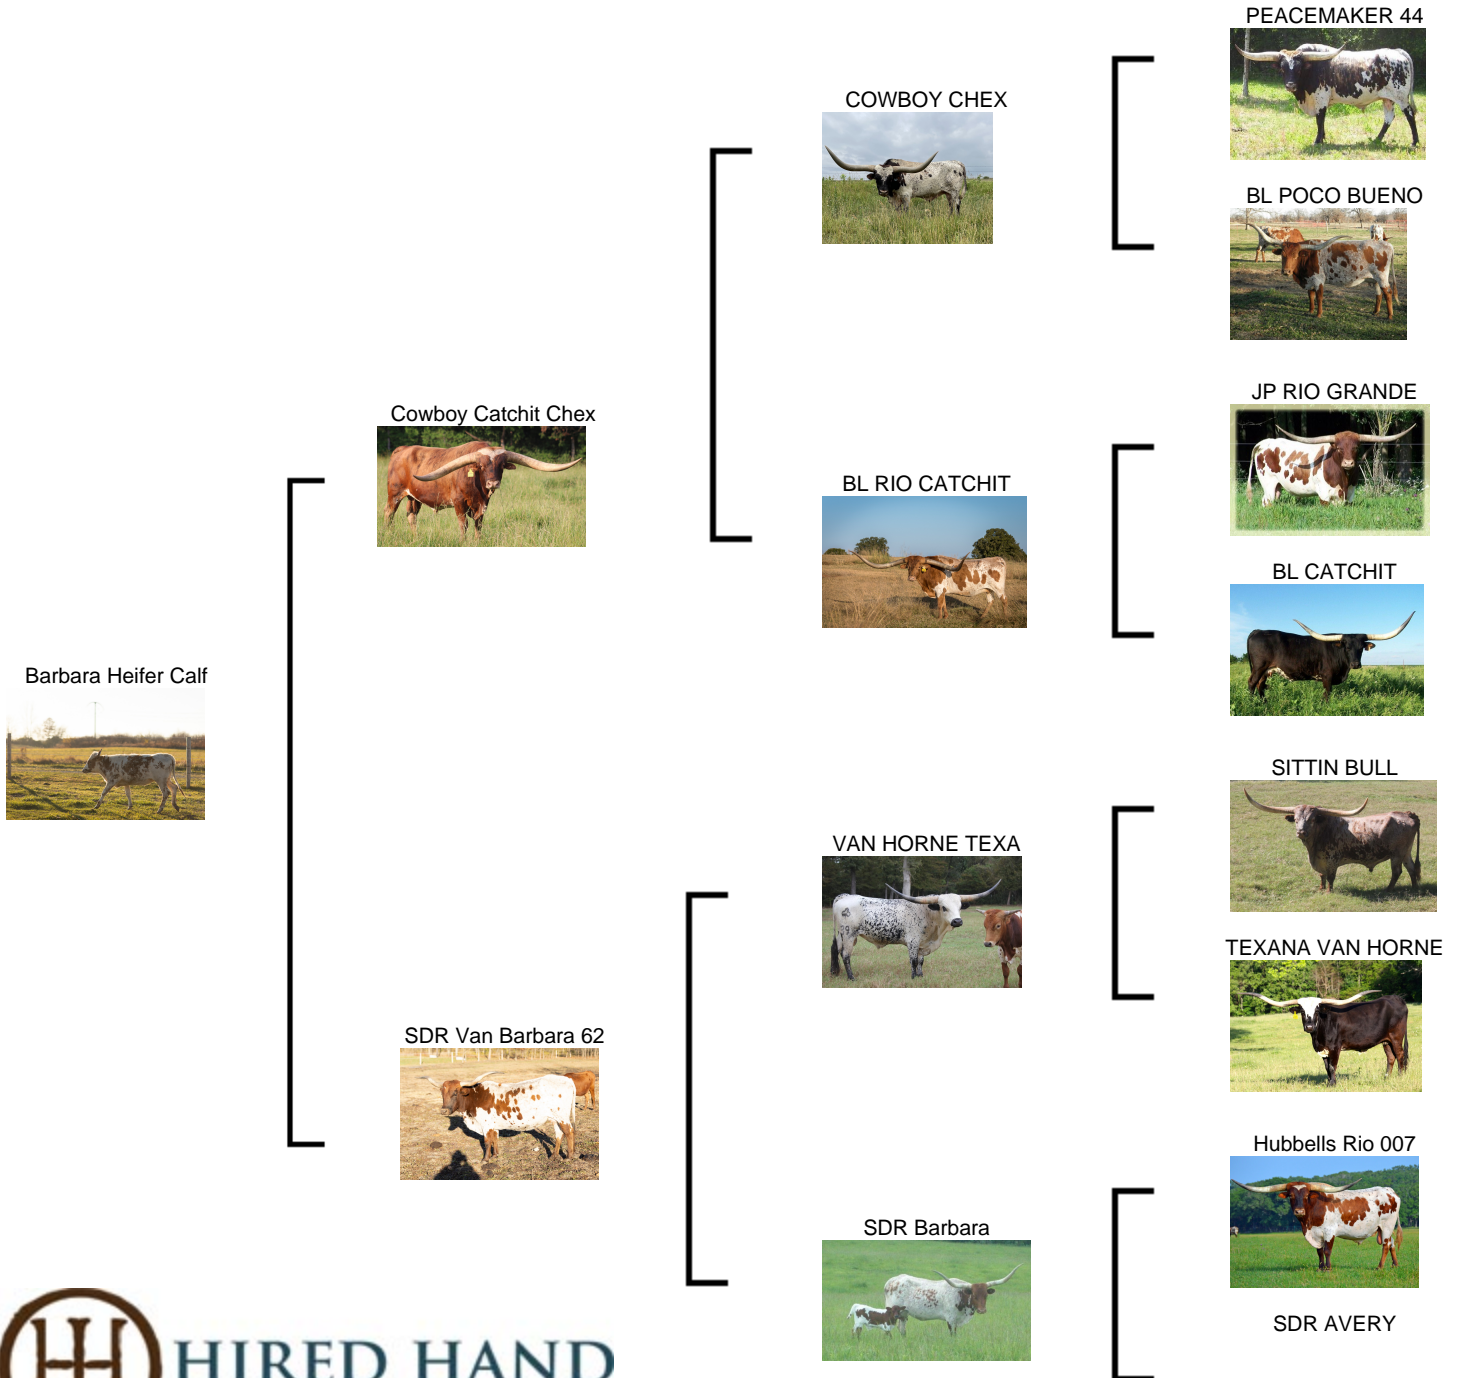 PEACEMAKER 44
COWBOY CHEX
BL POCO BUENO
JP RIO GRANDE
Cowboy Catchit Chex
BL RIO CATCHIT
BL CATCHIT
Barbara Heifer Calf
SITTIN BULL
VAN HORNE TEXA
TEXANA VAN HORNE
SDR Van Barbara 62
Hubbells Rio 007
SDR Barbara
SDR AVERY
HIRED HAND